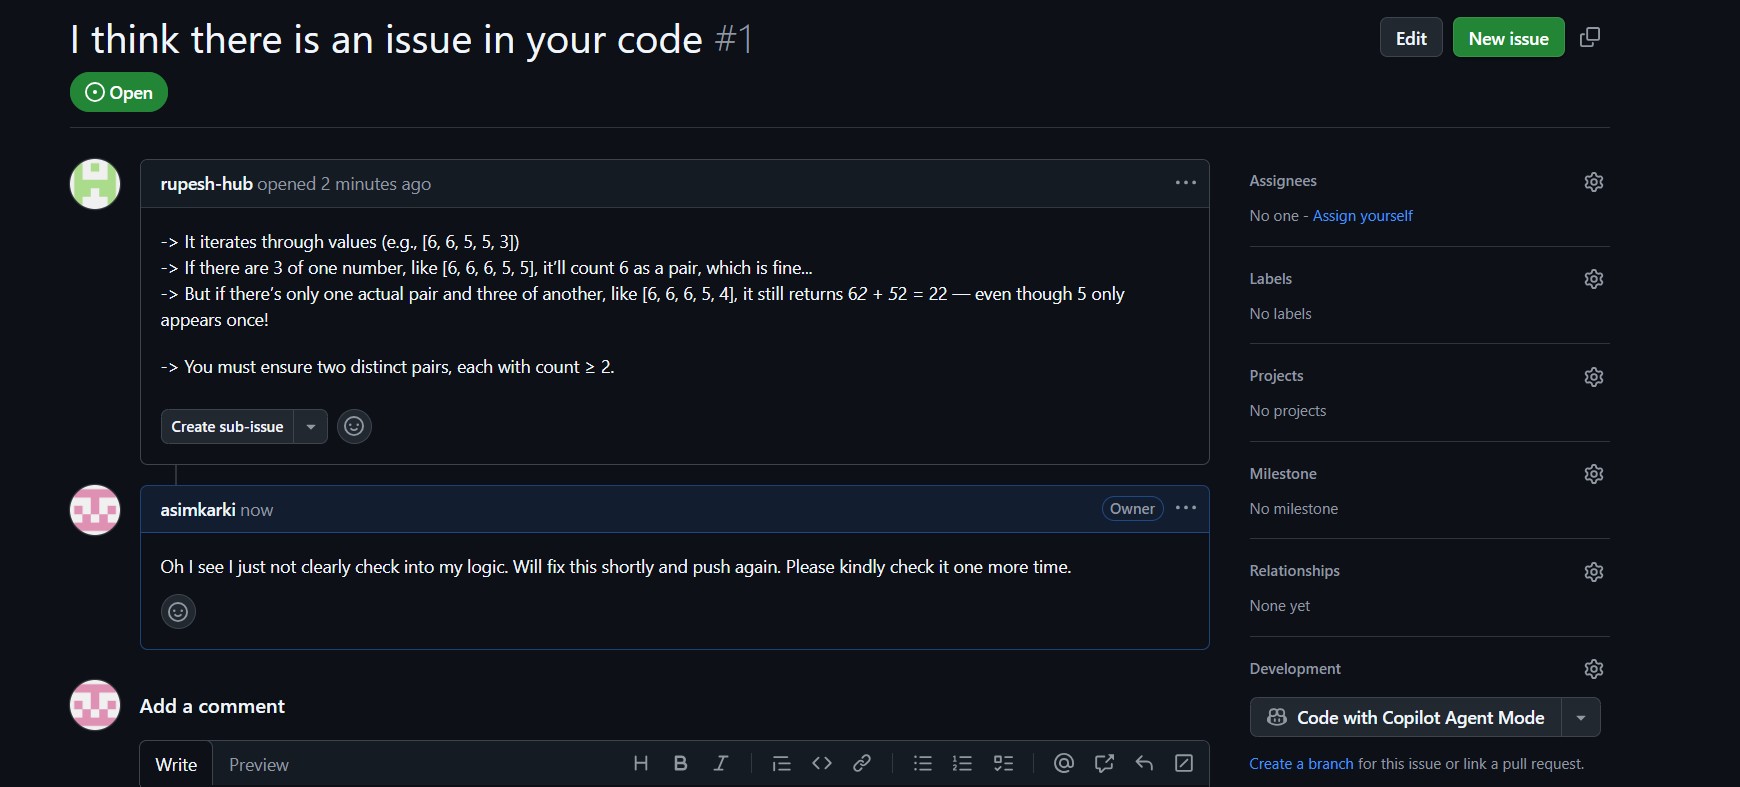 I think there is an issue in your code #1
Edit
New issue
Open
rupesh-hub opened 2 minutes ago
-> It iterates through values (e.g., [6, 6, 5, 5, 3])
-> If there are 3 of one number, like [6, 6, 6, 5, 5], it'll count 6 as a pair, which is fine...
-> But if there's only one actual pair and three of another, like [6, 6, 6, 5, 4], it still returns 62 + 52 = 22 — even though 5 only
appears once!
-> You must ensure two distinct pairs, each with count ≥ 2.
Create sub-issue
asimkarki now
Owner
Oh I see I just not clearly check into my logic. Will fix this shortly and push again. Please kindly check it one more time.
Add a comment
Write
Preview
Assignees
No one - Assign yourself
Labels
No labels
Projects
No projects
Milestone
No milestone
Relationships
None yet
Development
Code with Copilot Agent Mode
Create a branch for this issue or link a pull request.